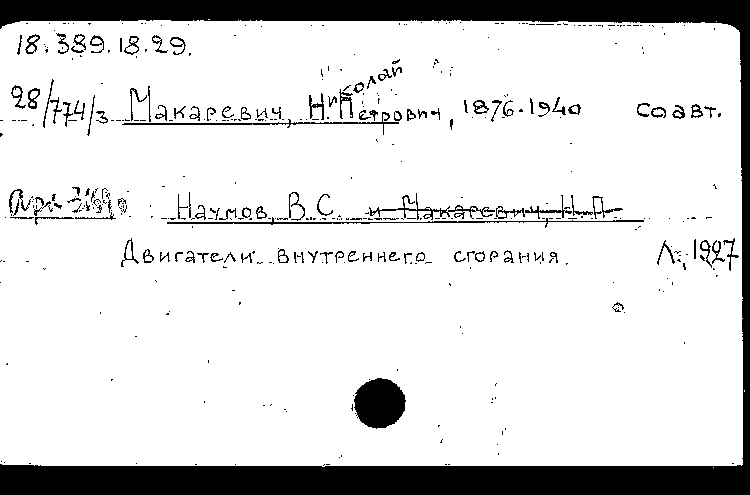 18.389.18.29.
28/774/3 Макаревич, Николай Петрович, 1876-1940 соавт.
Наумов, В.С. и Макаревич, Н.П.
Двигатели внутреннего сгорания. Л., 1927